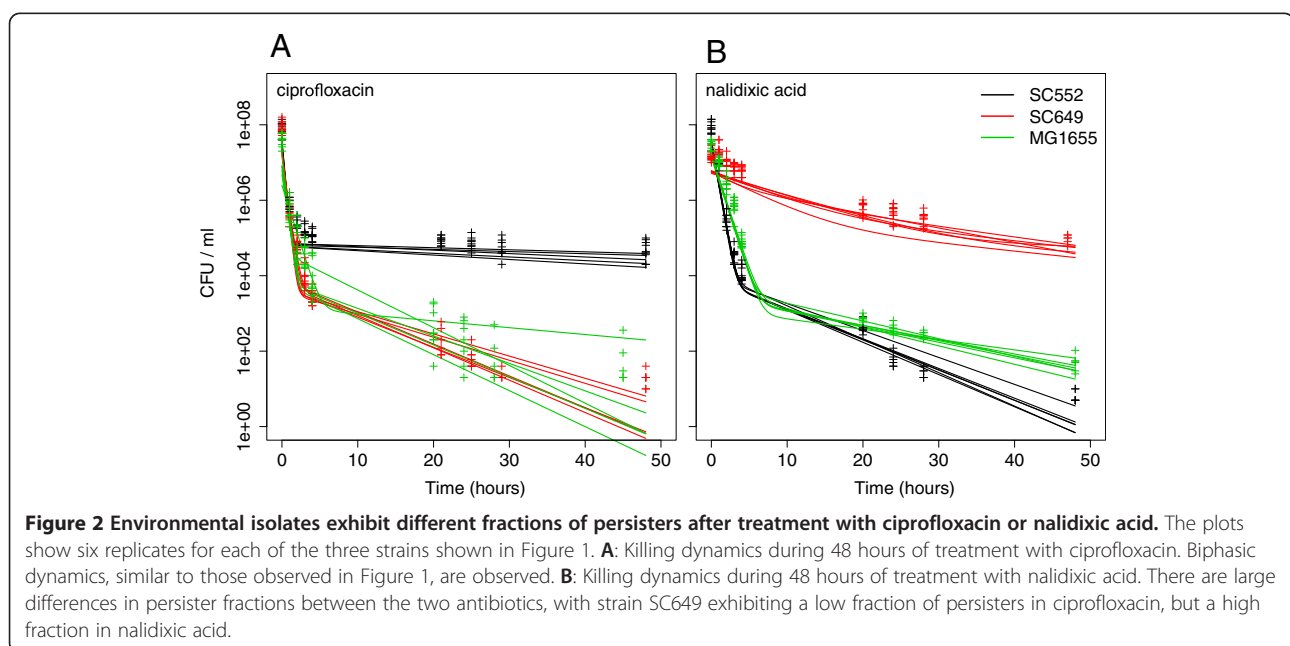 A
B
ciprofloxacin
nalidixic acid
SC552
SC649
MG1655
CFU / ml
1e+08
1e+06
1e+04
1e+02
1e+00
0 10 20 30 40 50
0 10 20 30 40 50
Time (hours)
Time (hours)
Figure 2 Environmental isolates exhibit different fractions of persisters after treatment with ciprofloxacin or nalidixic acid. The plots
show six replicates for each of the three strains shown in Figure 1. A: Killing dynamics during 48 hours of treatment with ciprofloxacin. Biphasic
dynamics, similar to those observed in Figure 1, are observed. B: Killing dynamics during 48 hours of treatment with nalidixic acid. There are large
differences in persister fractions between the two antibiotics, with strain SC649 exhibiting a low fraction of persisters in ciprofloxacin, but a high
fraction in nalidixic acid.